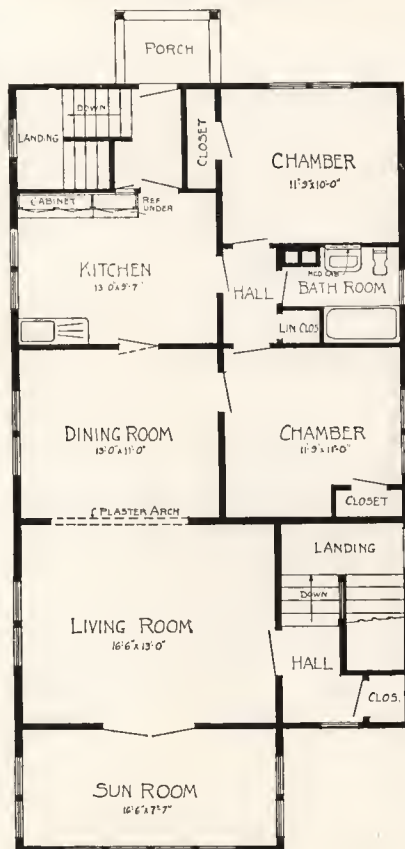 PORCH
DOWN
LANDING
CLOSET
CHAMBER
11'-9"x10'-0"
CABINET
REF
UNDER
KITCHEN
13'-0"x9'-7"
HALL
MED CAB
BATH ROOM
LIN CLOS
DINING ROOM
13'-0"x11'-0"
CHAMBER
11'-9"x11'-0"
CLOSET
PLASTER ARCH
LANDING
DOWN
LIVING ROOM
16'-6"x13'-0"
HALL
CLOS.
SUN ROOM
16'-6"x7'-7"